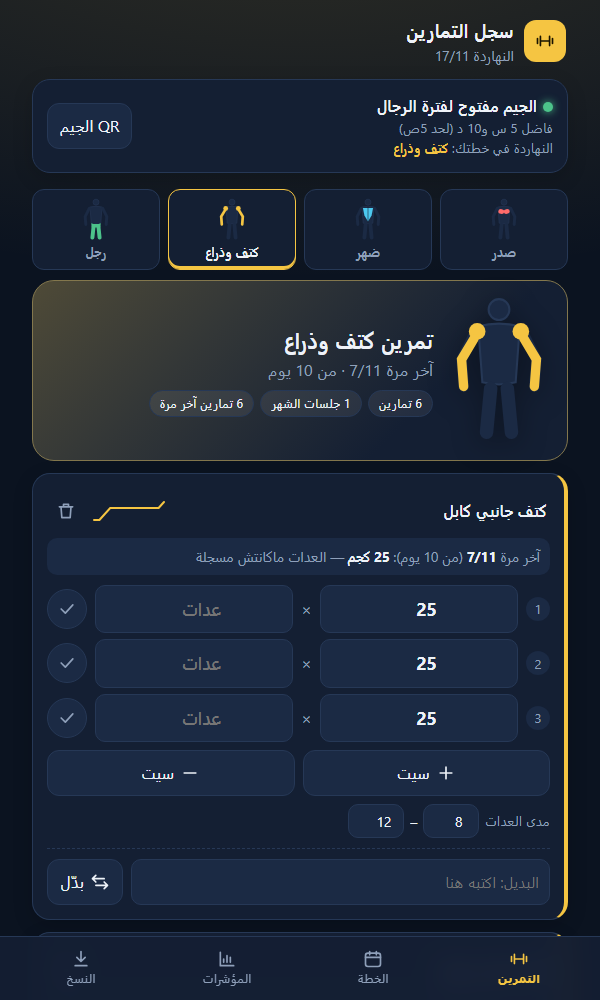 سجل التمارين
النهاردة 17/11
الجيم مفتوح لفترة الرجال
فاضل 5 س و10 د (لحد 5ص)
النهاردة في خطتك: كتف وذراع
QR الجيم
صدر
ضهر
كتف وذراع
رجل
تمرين كتف وذراع
آخر مرة 7/11 · من 10 يوم
6 تمارين
1 جلسات الشهر
6 تمارين آخر مرة
كتف جانبي كابل
آخر مرة 7/11 (من 10 يوم): 25 كجم — العدات ماكانتش مسجلة
1 25 × عدات
2 25 × عدات
3 25 × عدات
+ سيت
− سيت
مدى العدات 8 – 12
البديل: اكتبه هنا
بدّل
التمرين
الخطة
المؤشرات
النسخ